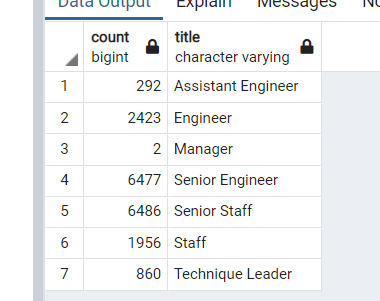 Data Output Explain Messages
count title
bigint character varying
1 292 Assistant Engineer
2 2423 Engineer
3 2 Manager
4 6477 Senior Engineer
5 6486 Senior Staff
6 1956 Staff
7 860 Technique Leader